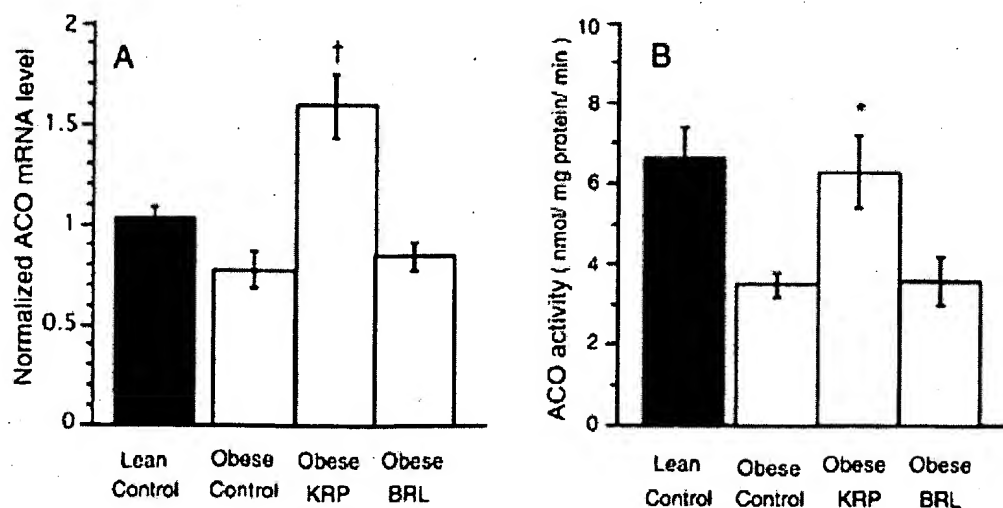 A
†
Normalized ACO mRNA level
2
1.5
1
0.5
0
Lean Control
Obese Control
Obese KRP
Obese BRL
B
*
ACO activity ( nmol/ mg protein/ min )
10
8
6
4
2
0
Lean Control
Obese Control
Obese KRP
Obese BRL